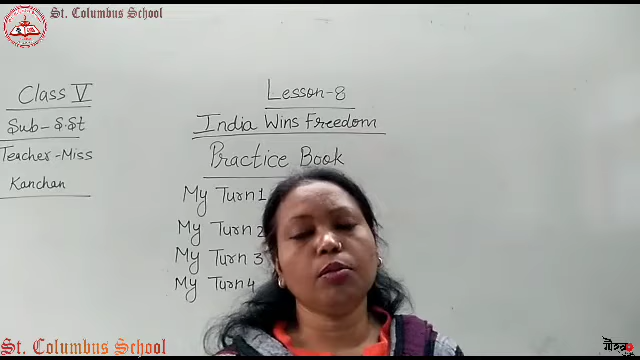 St. Columbus School
Class V
Sub - S.St
Teacher - Miss
Kanchan
Lesson-8
India Wins Freedom
Practice Book
My Turn 1
My Turn 2
My Turn 3
My Turn 4
St. Columbus School